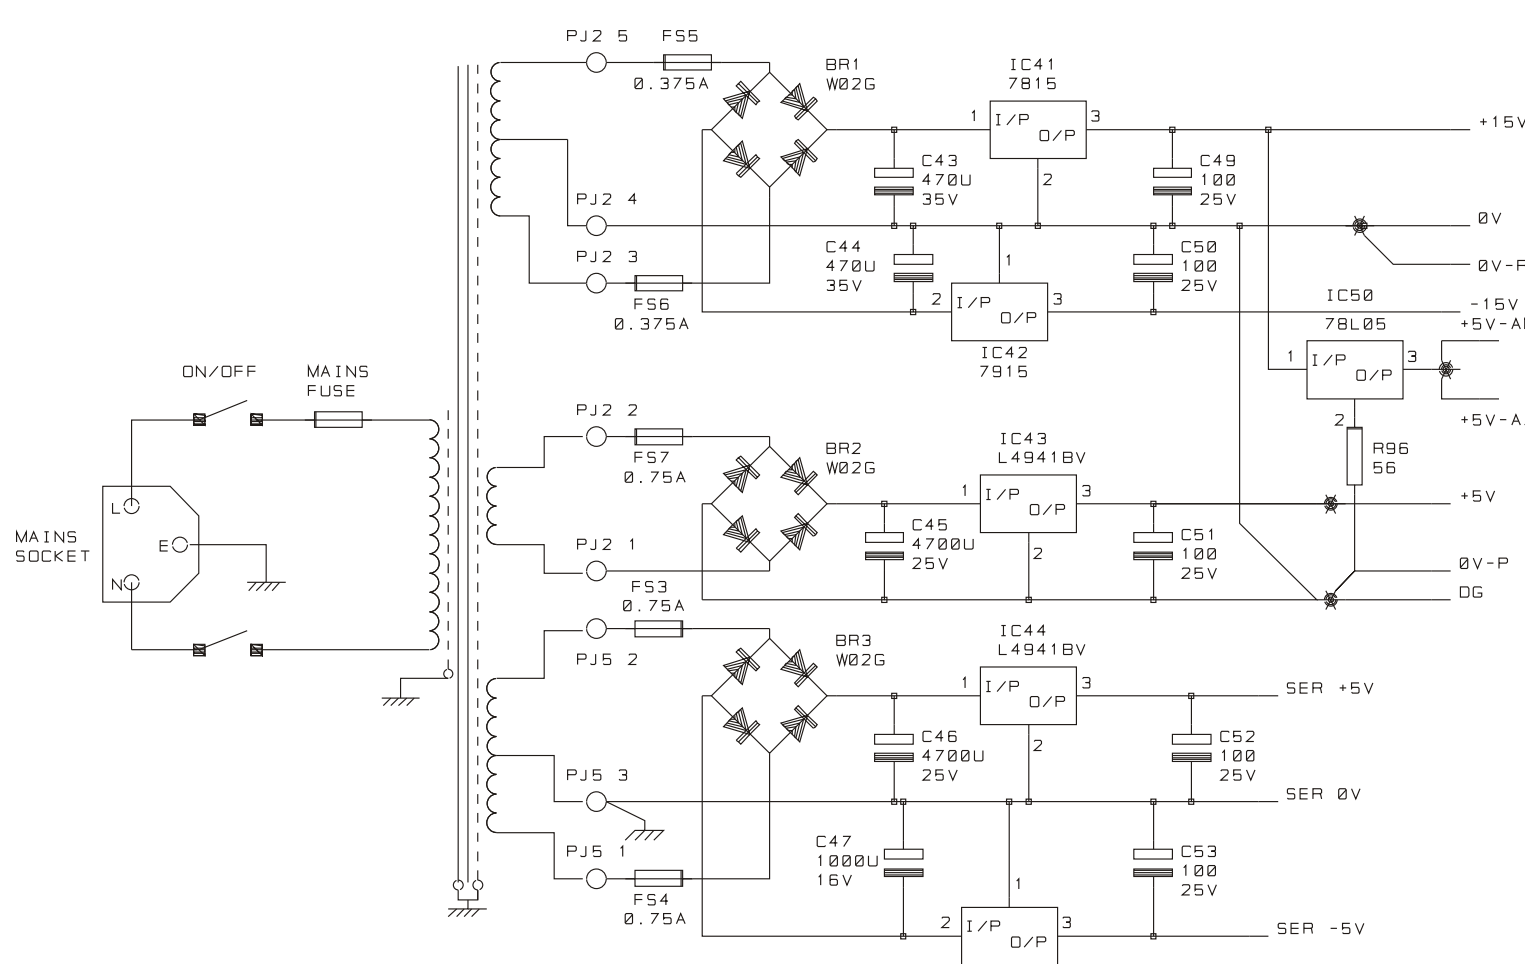 PJ2 5
FS5
0.375A
BR1
W02G
IC41
7815
1
I/P
O/P
3
2
+15V
C43
470U
35V
C49
100
25V
PJ2 4
0V
PJ2 3
FS6
0.375A
C44
470U
35V
1
2
I/P
O/P
3
IC42
7915
C50
100
25V
0V-P
-15V
IC50
78L05
1
I/P
O/P
3
2
+5V-A
+5V-A
R96
56
ON/OFF
MAINS
FUSE
MAINS
SOCKET
L
E
N
PJ2 2
FS7
0.75A
BR2
W02G
IC43
L4941BV
1
I/P
O/P
3
2
+5V
C45
4700U
25V
C51
100
25V
PJ2 1
0V-P
DG
FS3
0.75A
PJ5 2
BR3
W02G
IC44
L4941BV
1
I/P
O/P
3
2
SER +5V
C46
4700U
25V
C52
100
25V
PJ5 3
SER 0V
PJ5 1
FS4
0.75A
C47
1000U
16V
1
2
I/P
O/P
3
C53
100
25V
SER -5V